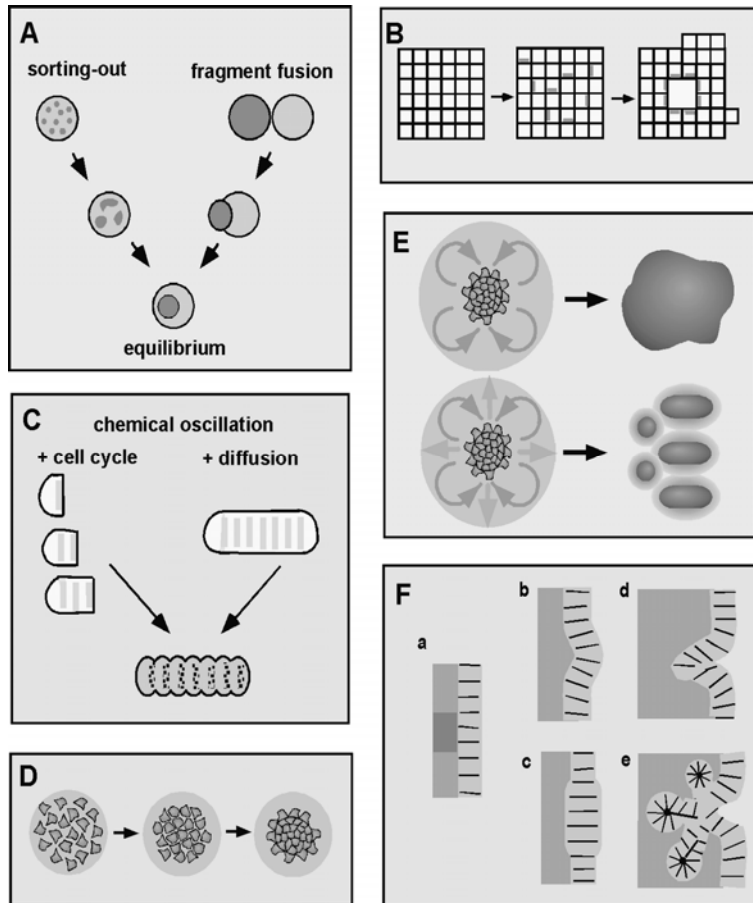 A
sorting-out fragment fusion
equilibrium
B
C
chemical oscillation
+ cell cycle + diffusion
D
E
F
a
b
d
c
e